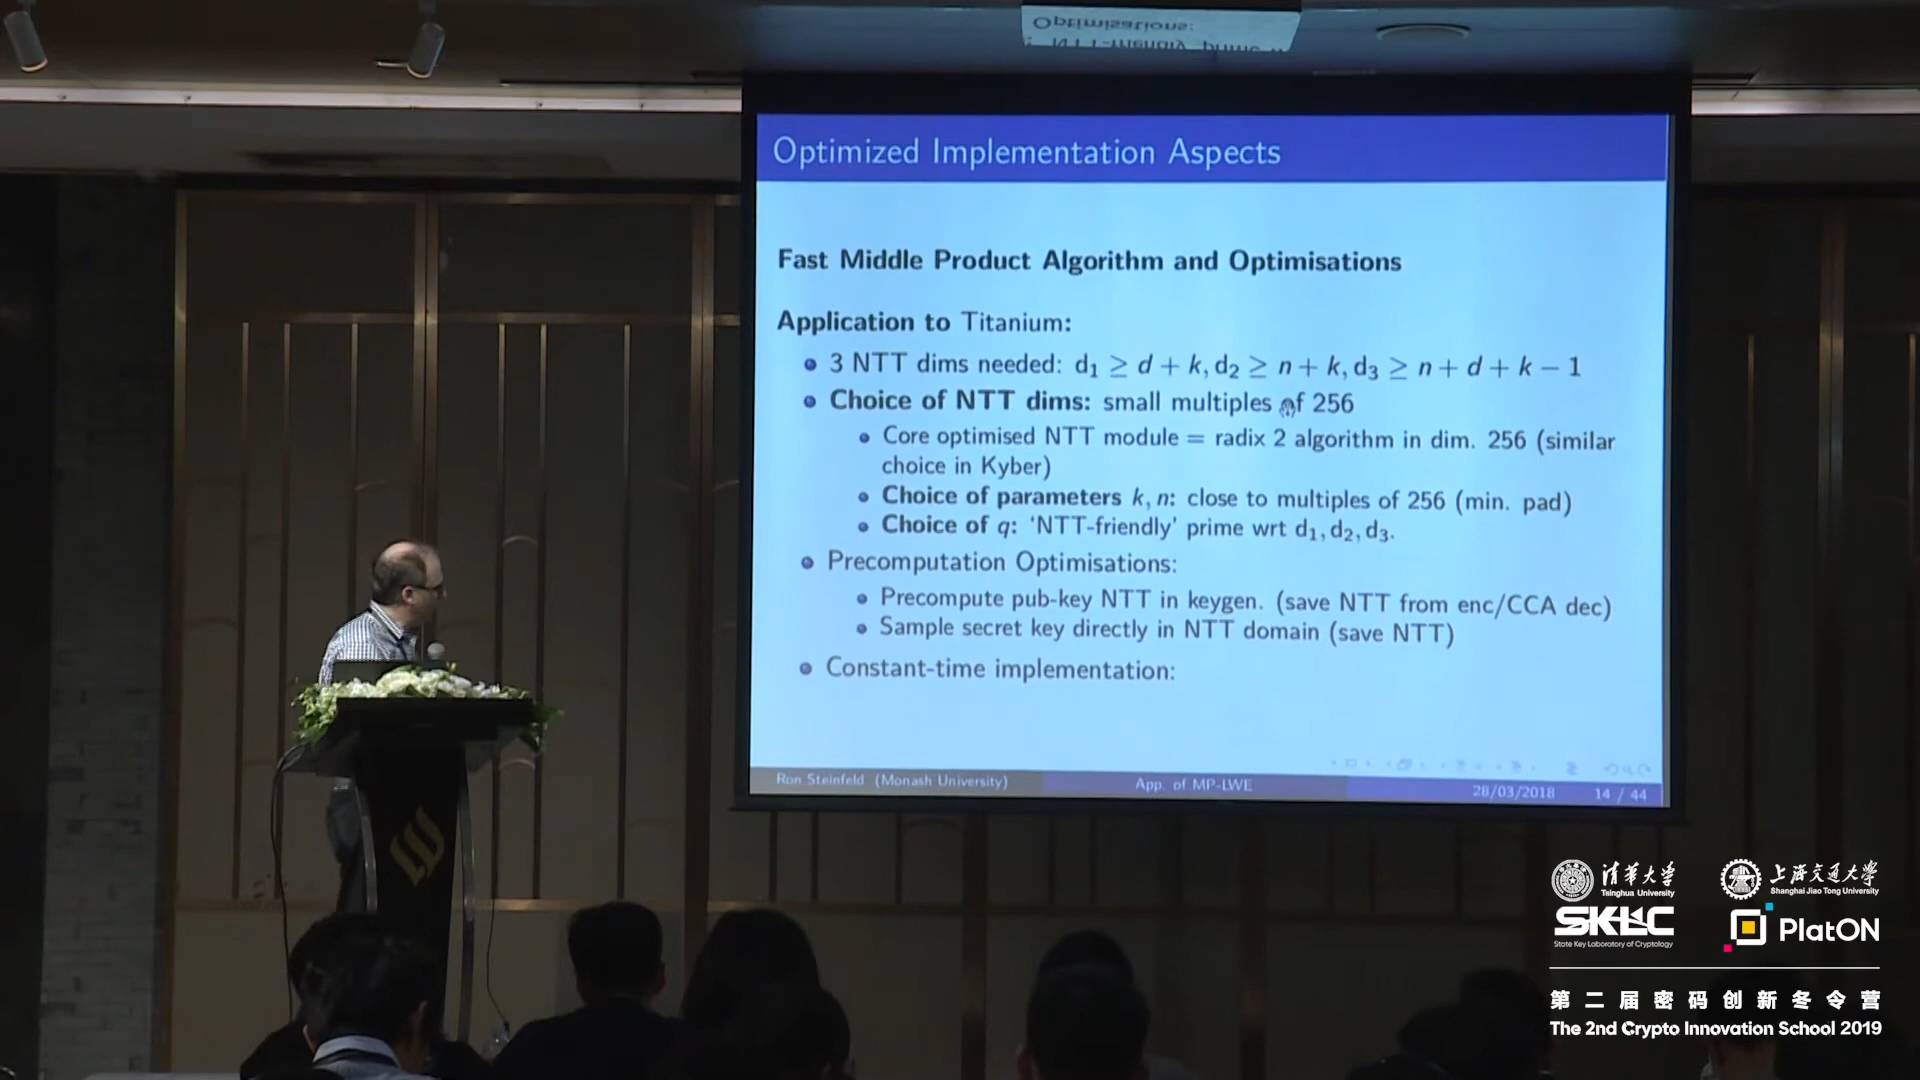 Optimisations:
Optimized Implementation Aspects
Fast Middle Product Algorithm and Optimisations
Application to Titanium:
3 NTT dims needed: d₁ ≥ d + k, d₂ ≥ n + k, d₃ ≥ n + d + k − 1
Choice of NTT dims: small multiples of 256
Core optimised NTT module = radix 2 algorithm in dim. 256 (similar
choice in Kyber)
Choice of parameters k, n: close to multiples of 256 (min. pad)
Choice of q: ‘NTT-friendly’ prime wrt d₁, d₂, d₃.
Precomputation Optimisations:
Precompute pub-key NTT in keygen. (save NTT from enc/CCA dec)
Sample secret key directly in NTT domain (save NTT)
Constant-time implementation:
Ron Steinfeld (Monash University)
App. of MP-LWE
28/03/2018
14 / 44
清华大学
Tsinghua University
上海交通大学
Shanghai Jiao Tong University
SKLC
State Key Laboratory of Cryptology
PlatON
第二届密码创新冬令营
The 2nd Crypto Innovation School 2019